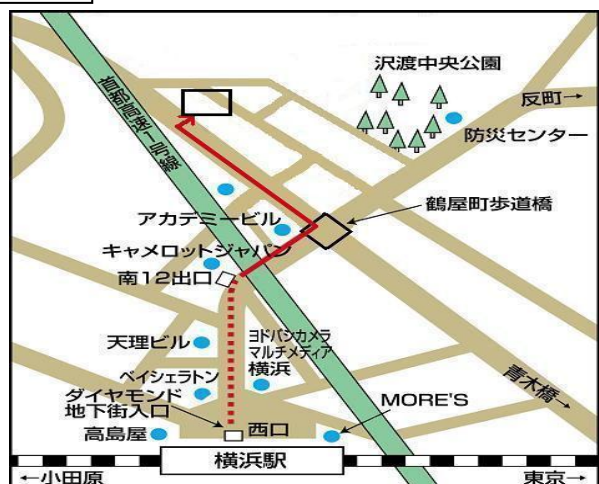 沢渡中央公園
反町→
防災センター
首都高速1号線
鶴屋町歩道橋
アカデミービル
キャメロットジャパン
南12出口
天理ビル
ヨドバシカメラ
マルチメディア
横浜
ベイシェラトン
ダイヤモンド
地下街入口
MORE'S
青木橋
高島屋
西口
横浜駅
←小田原
東京→